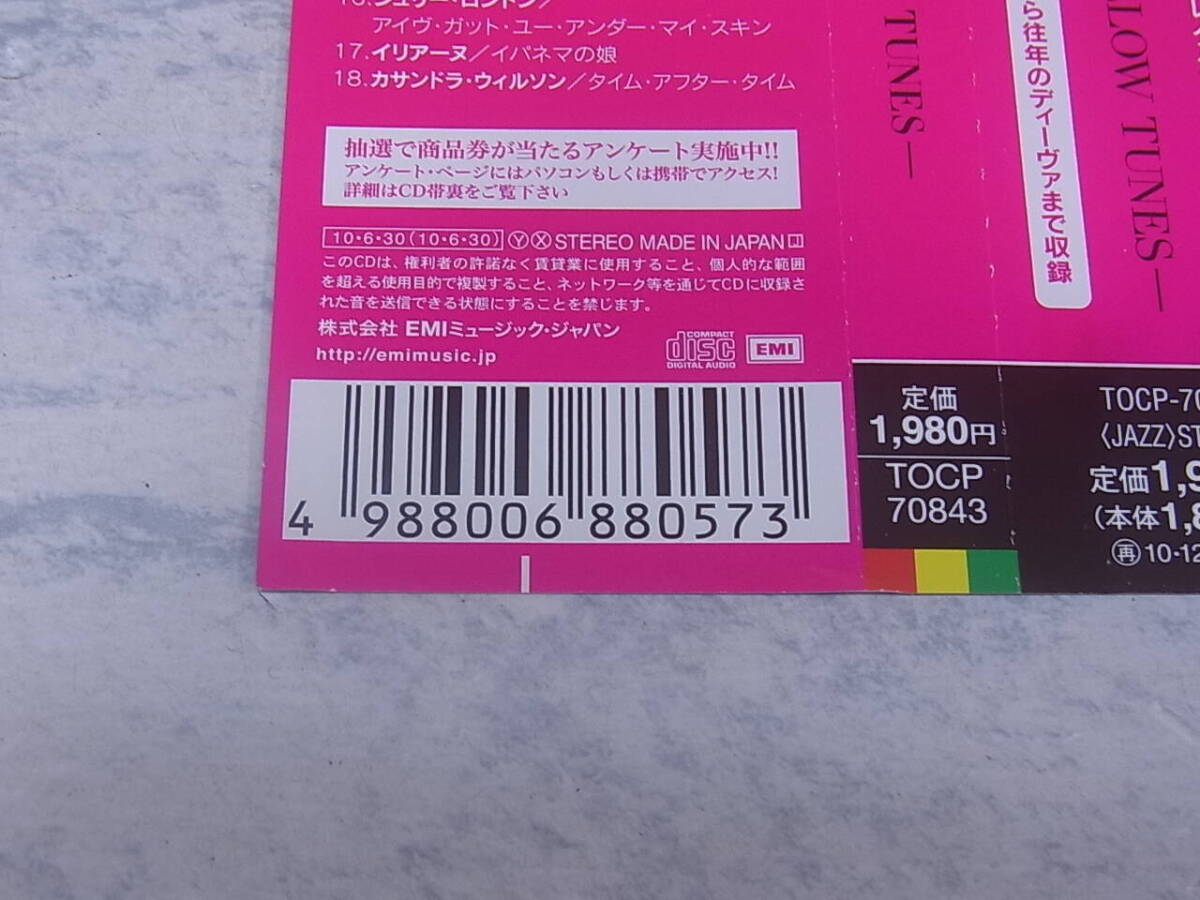 16.ジュリー・ロンドン／
アイヴ・ガット・ユー・アンダー・マイ・スキン
17.イリアーヌ／イパネマの娘
18.カサンドラ・ウィルソン／タイム・アフター・タイム
抽選で商品券が当たるアンケート実施中!!
アンケート・ページにはパソコンもしくは携帯でアクセス!
詳細はCD帯裏をご覧下さい
10・6・30(10・6・30) Ⓨ Ⓧ STEREO MADE IN JAPAN
このCDは、権利者の許諾なく賃貸業に使用すること、個人的な範囲
を超える使用目的で複製すること、ネットワーク等を通じてCDに収録さ
れた音を送信できる状態にすることを禁じます。
株式会社 EMIミュージック・ジャパン
http://emimusic.jp
COMPACT
disc
DIGITAL AUDIO
EMI
4 988006 880573
TUNES —
定価
1,980円
TOCP
70843
ら往年のディーヴァまで収録
LOW TUNES —
TOCP-70
〈JAZZ〉ST
定価1,9
(本体1,8
再 10・12